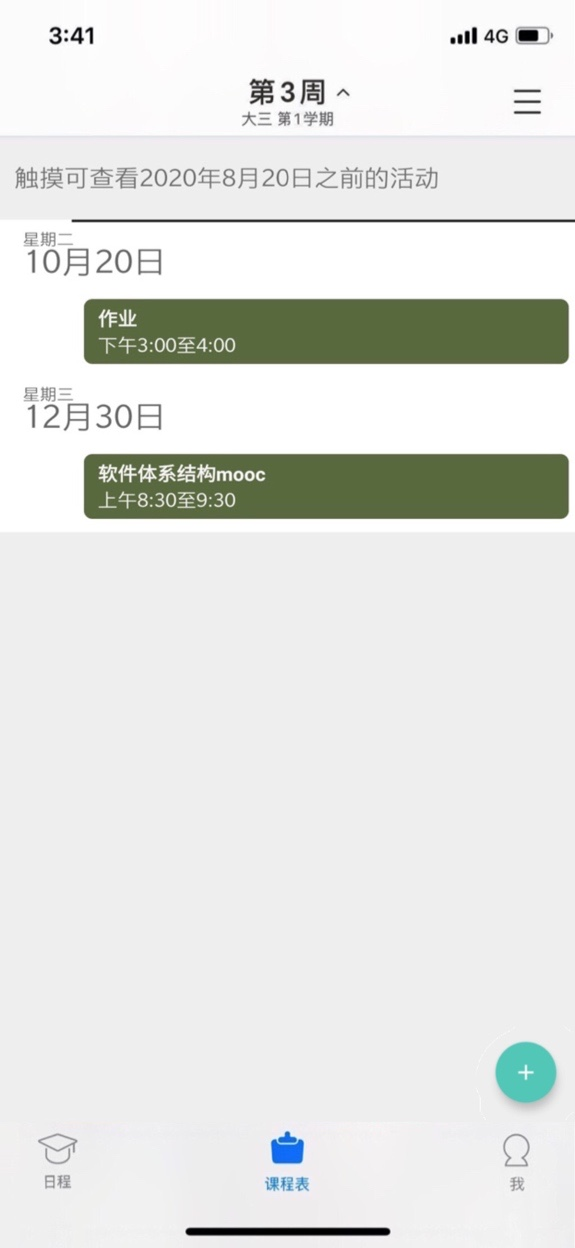 3:41
4G
第3周
大三 第1学期
触摸可查看2020年8月20日之前的活动
星期二
10月20日
作业
下午3:00至4:00
星期三
12月30日
软件体系结构mooc
上午8:30至9:30
+
日程
课程表
我